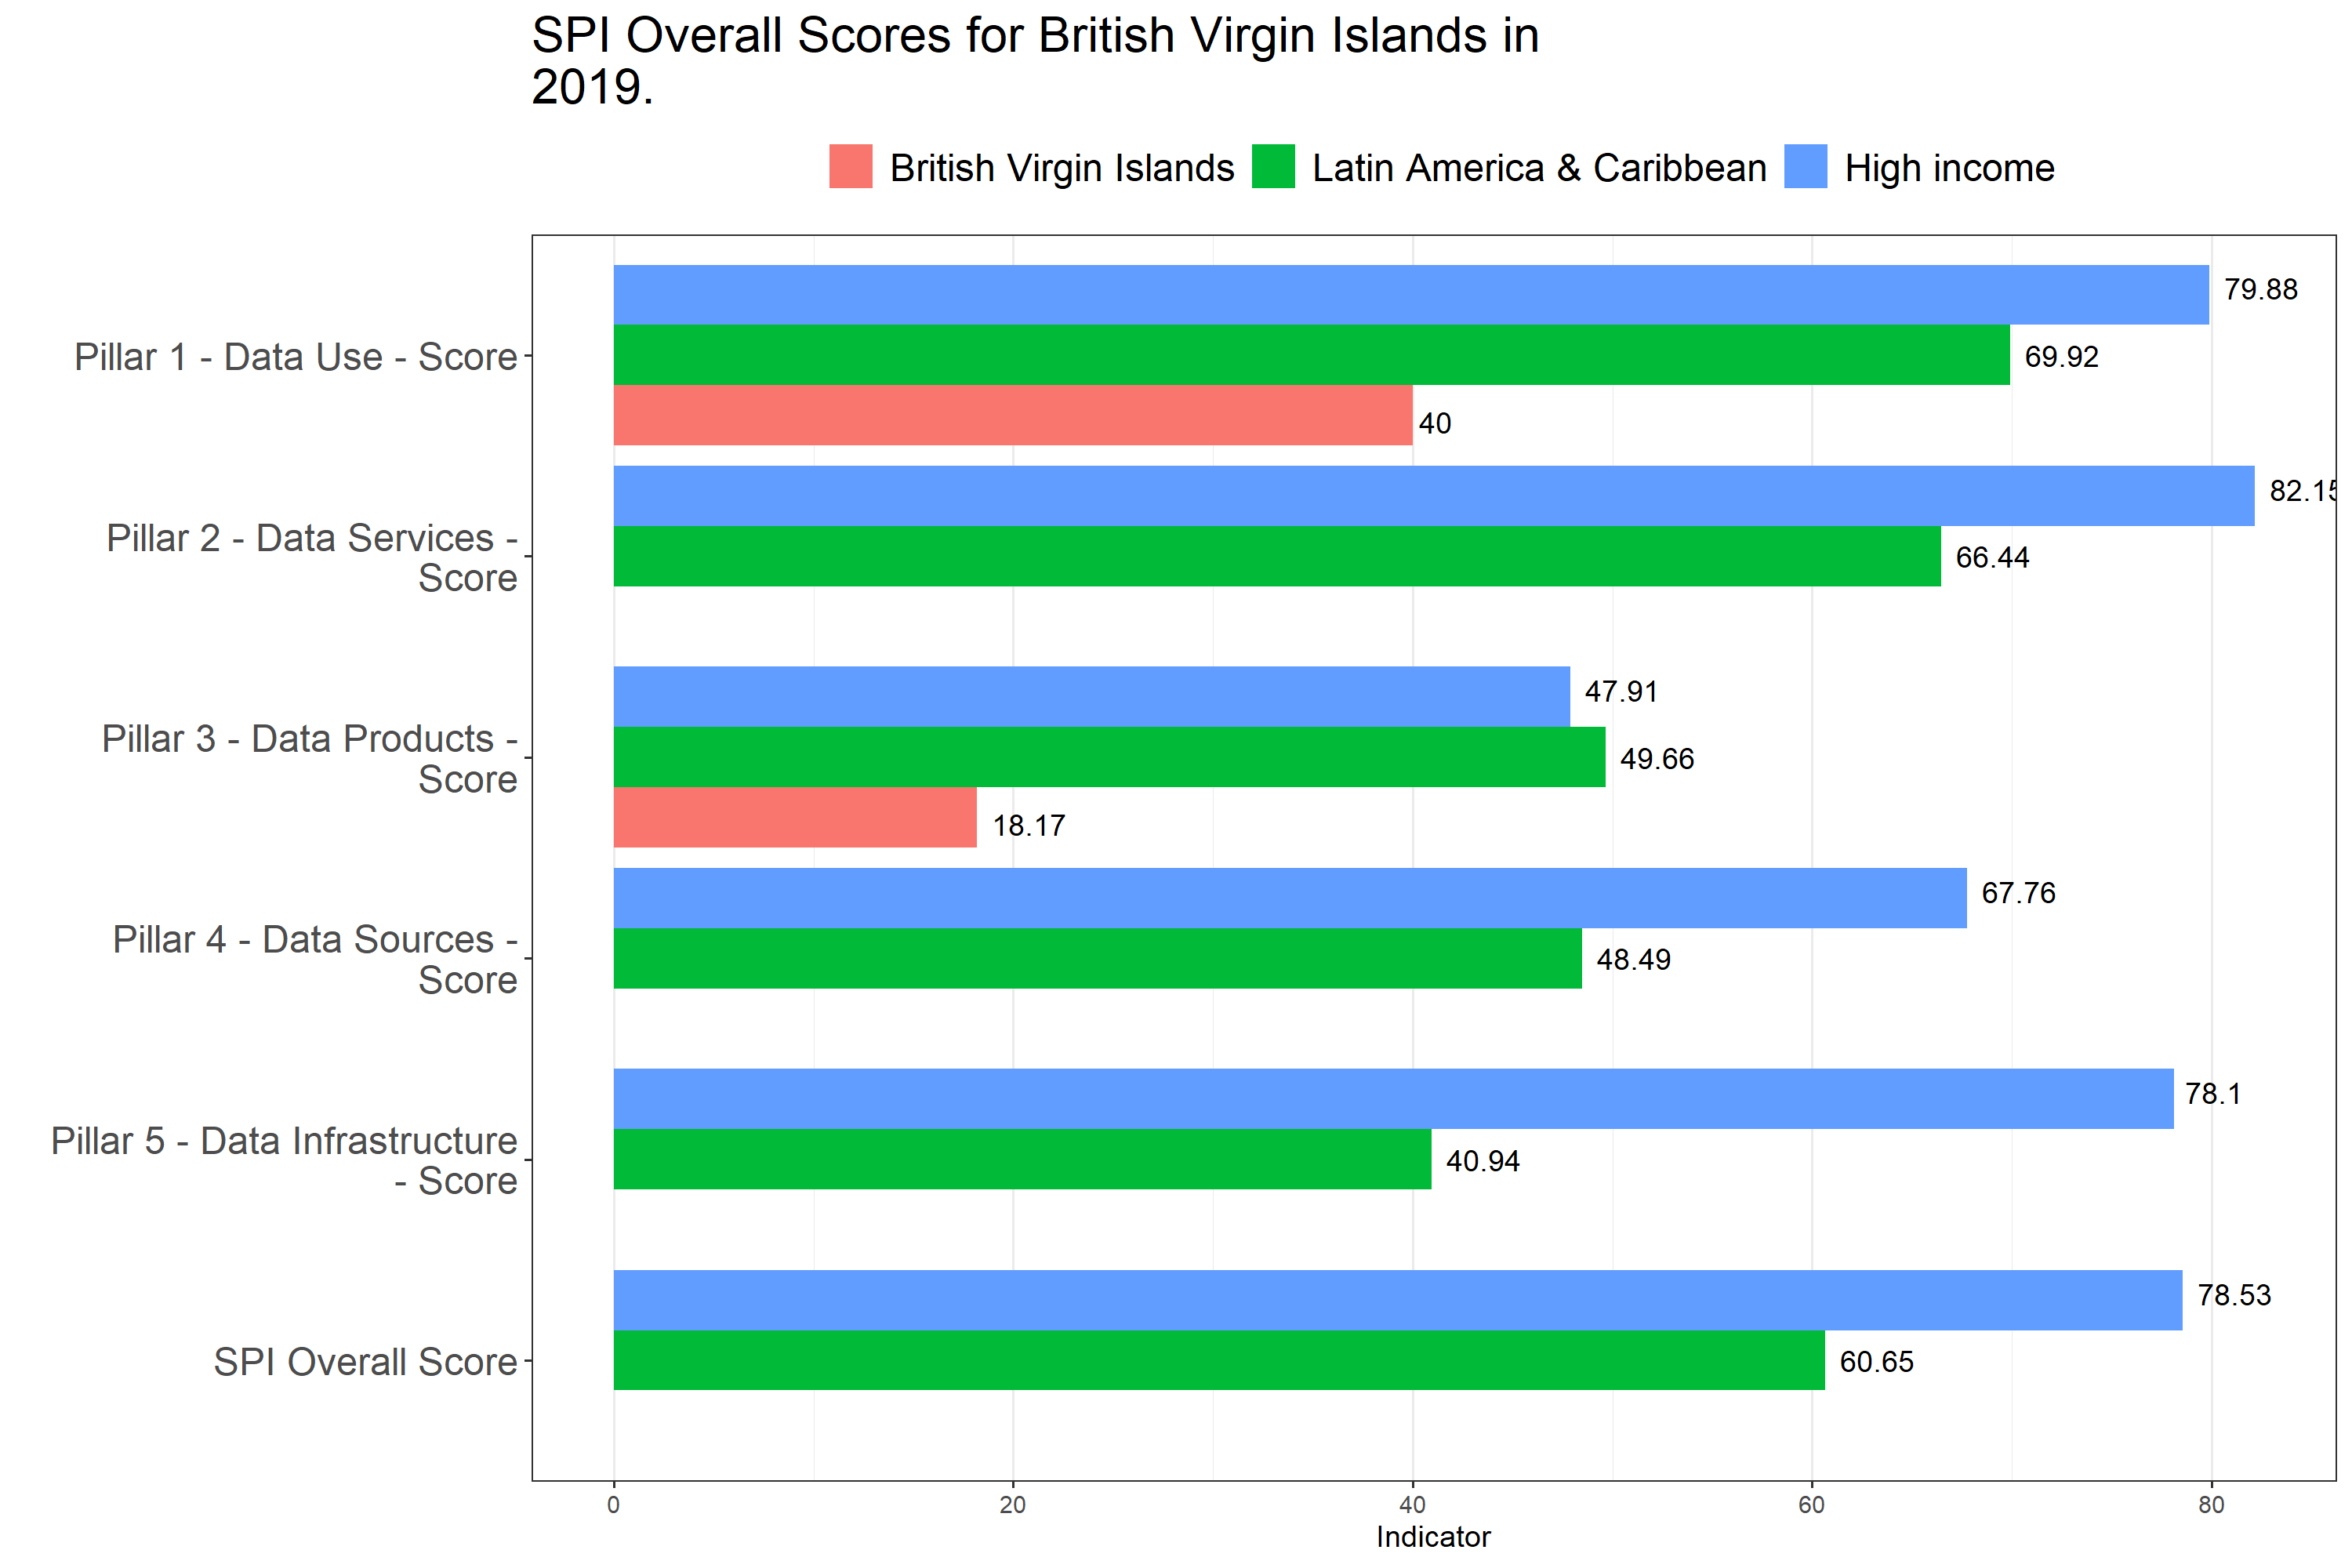 SPI Overall Scores for British Virgin Islands in
2019.
British Virgin Islands Latin America & Caribbean High income
Pillar 1 - Data Use - Score
79.88
69.92
40
Pillar 2 - Data Services -
Score
82.15
66.44
Pillar 3 - Data Products -
Score
47.91
49.66
18.17
Pillar 4 - Data Sources -
Score
67.76
48.49
Pillar 5 - Data Infrastructure
- Score
78.1
40.94
SPI Overall Score
78.53
60.65
0 20 40 60 80
Indicator